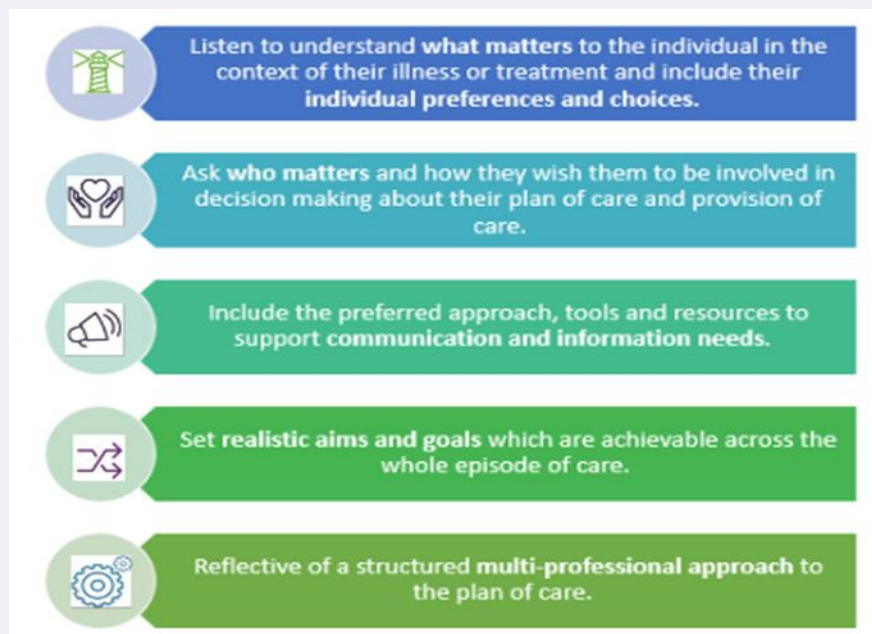 Listen to understand what matters to the individual in the
context of their illness or treatment and include their
individual preferences and choices.
Ask who matters and how they wish them to be involved in
decision making about their plan of care and provision of
care.
Include the preferred approach, tools and resources to
support communication and information needs.
Set realistic aims and goals which are achievable across the
whole episode of care.
Reflective of a structured multi-professional approach to
the plan of care.